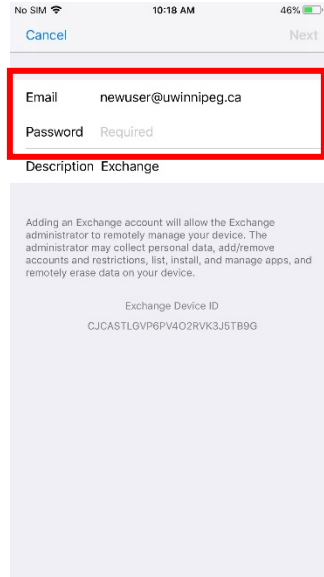 No SIM 10:18 AM 46%
Cancel Next
Email newuser@uwinnipeg.ca
Password Required
Description Exchange
Adding an Exchange account will allow the Exchange
administrator to remotely manage your device. The
administrator may collect personal data, add/remove
accounts and restrictions, list, install, and manage apps, and
remotely erase data on your device.
Exchange Device ID
CJCASTLGVP6PV4O2RVK3J5TB9G